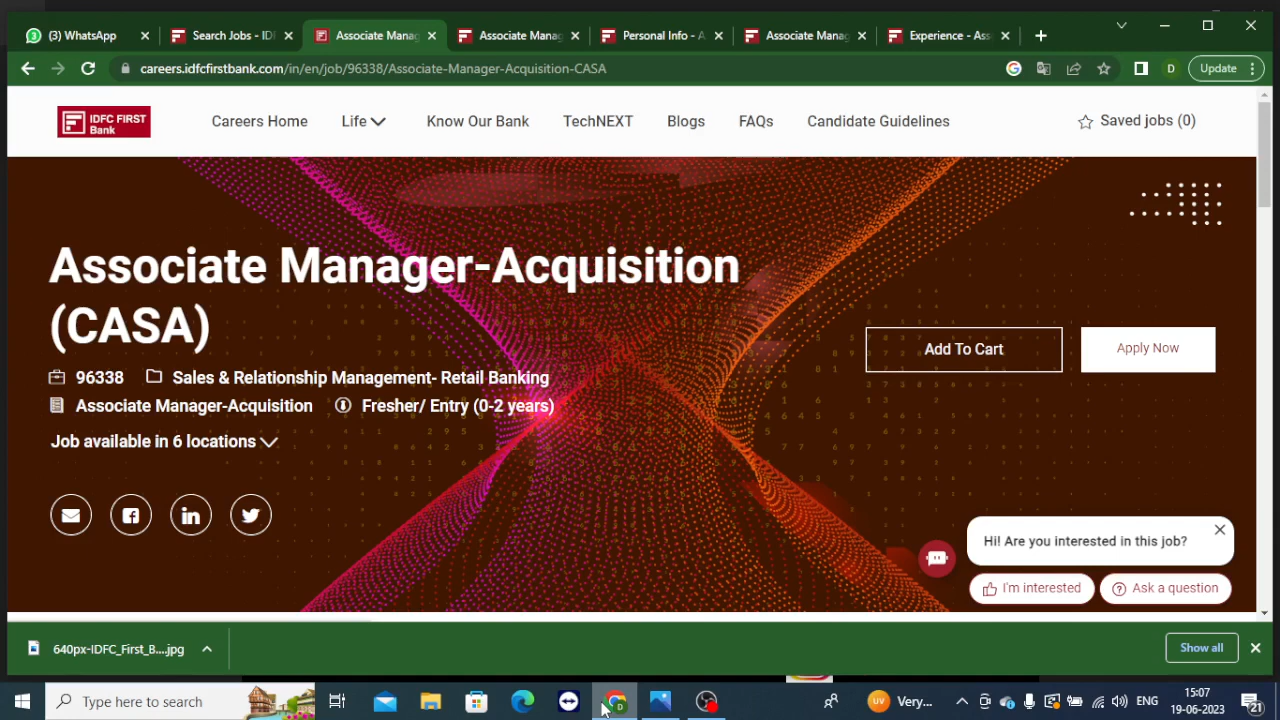 (3) WhatsApp
Search Jobs - IDF
Associate Manag
Associate Manag
Personal Info - A
Associate Manag
Experience - Ass
careers.idfcfirstbank.com/in/en/job/96338/Associate-Manager-Acquisition-CASA
D
Update
IDFC FIRST
Bank
Careers Home
Life
Know Our Bank
TechNEXT
Blogs
FAQs
Candidate Guidelines
Saved jobs (0)
Associate Manager-Acquisition
(CASA)
Add To Cart
Apply Now
96338
Sales & Relationship Management- Retail Banking
Associate Manager-Acquisition
Fresher/ Entry (0-2 years)
Job available in 6 locations
Hi! Are you interested in this job?
I'm interested
Ask a question
640px-IDFC_First_B....jpg
Show all
Type here to search
UV
Very...
ENG
15:07
19-06-2023
21